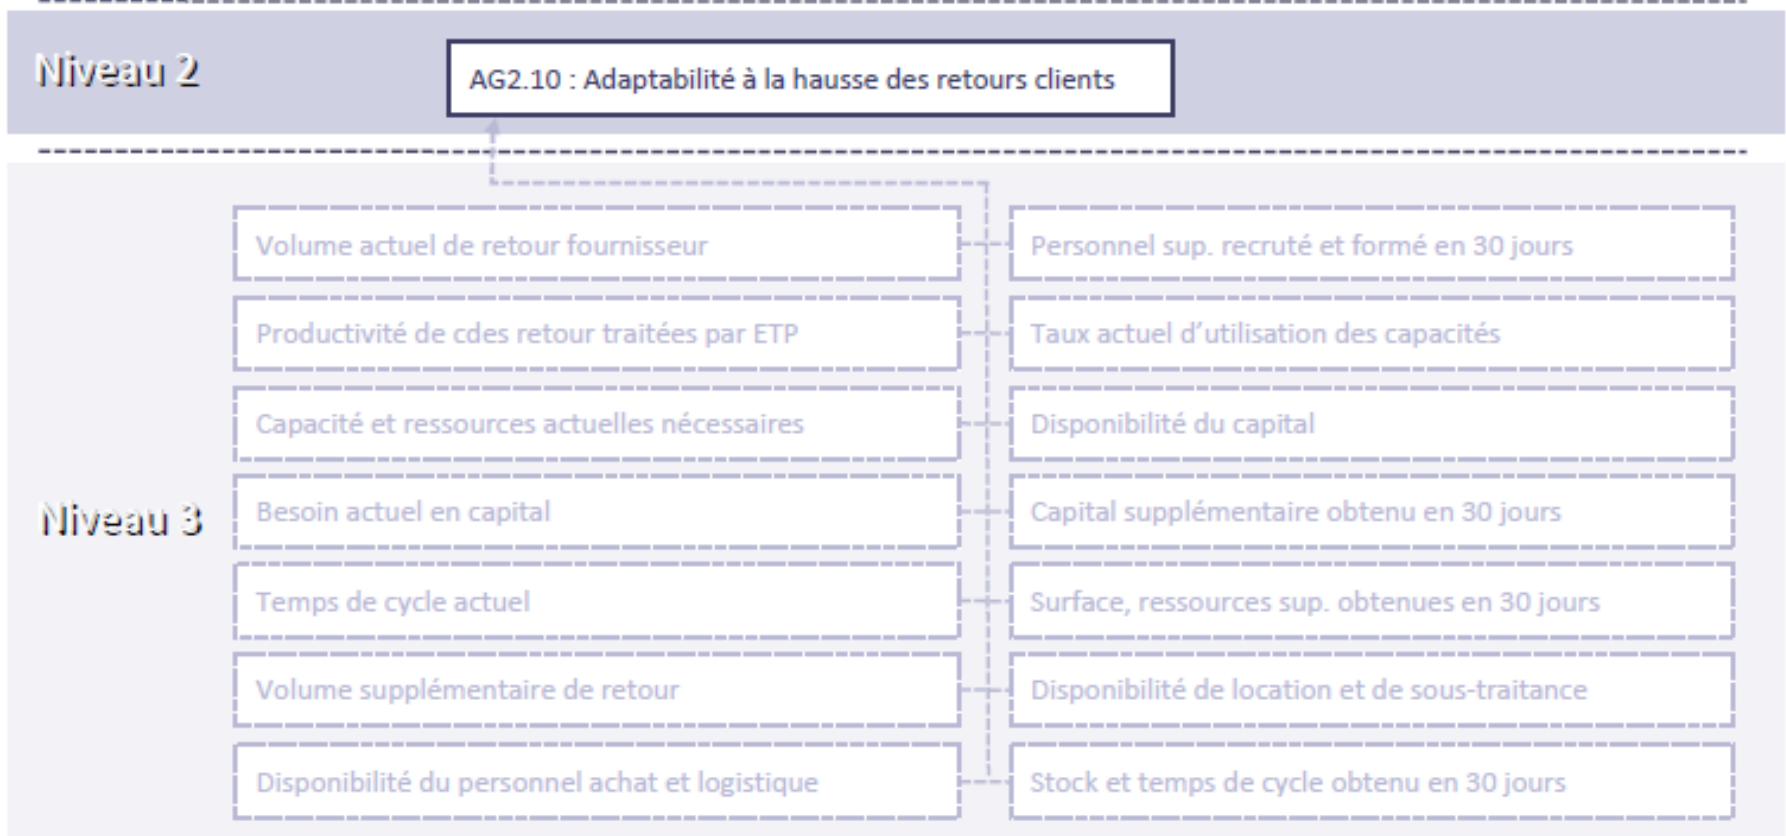 Niveau 2
AG2.10 : Adaptabilité à la hausse des retours clients
Volume actuel de retour fournisseur
Personnel sup. recruté et formé en 30 jours
Productivité de cdes retour traitées par ETP
Taux actuel d’utilisation des capacités
Capacité et ressources actuelles nécessaires
Disponibilité du capital
Niveau 3
Besoin actuel en capital
Capital supplémentaire obtenu en 30 jours
Temps de cycle actuel
Surface, ressources sup. obtenues en 30 jours
Volume supplémentaire de retour
Disponibilité de location et de sous-traitance
Disponibilité du personnel achat et logistique
Stock et temps de cycle obtenu en 30 jours